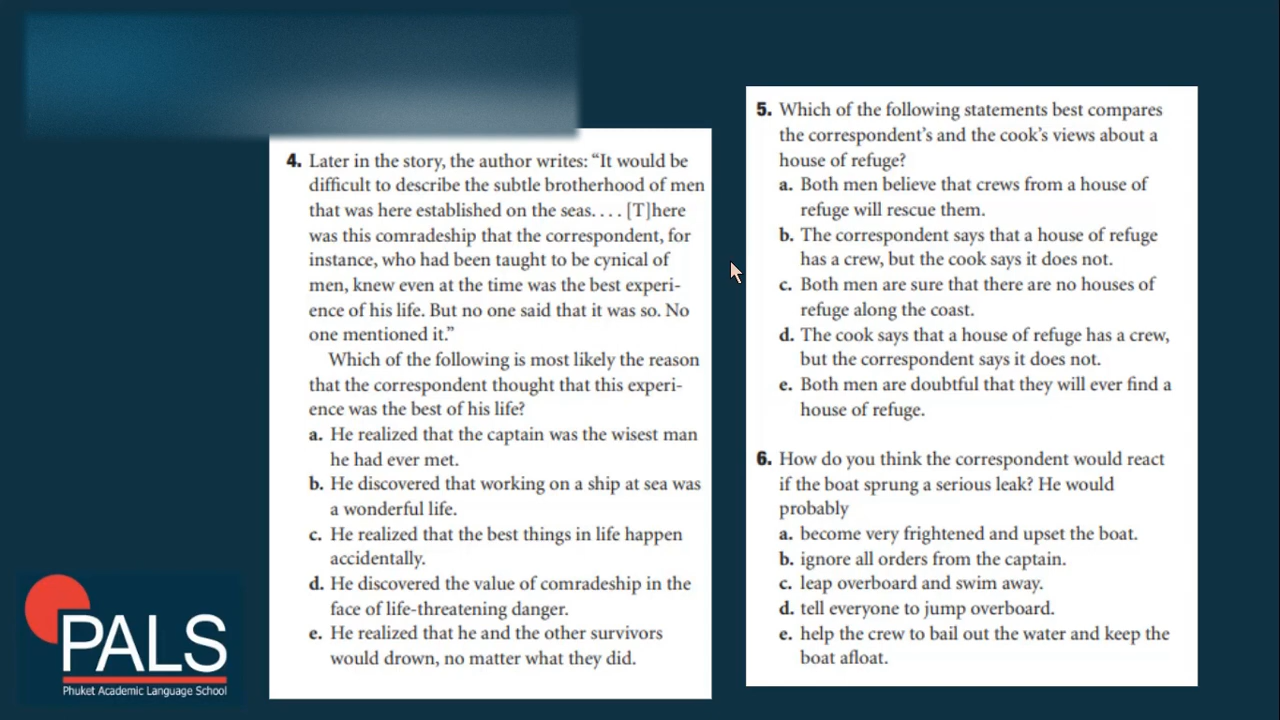 4. Later in the story, the author writes: “It would be
difficult to describe the subtle brotherhood of men
that was here established on the seas. . . . [T]here
was this comradeship that the correspondent, for
instance, who had been taught to be cynical of
men, knew even at the time was the best experi-
ence of his life. But no one said that it was so. No
one mentioned it.”
Which of the following is most likely the reason
that the correspondent thought that this experi-
ence was the best of his life?
a. He realized that the captain was the wisest man
he had ever met.
b. He discovered that working on a ship at sea was
a wonderful life.
c. He realized that the best things in life happen
accidentally.
d. He discovered the value of comradeship in the
face of life-threatening danger.
e. He realized that he and the other survivors
would drown, no matter what they did.
5. Which of the following statements best compares
the correspondent’s and the cook’s views about a
house of refuge?
a. Both men believe that crews from a house of
refuge will rescue them.
b. The correspondent says that a house of refuge
has a crew, but the cook says it does not.
c. Both men are sure that there are no houses of
refuge along the coast.
d. The cook says that a house of refuge has a crew,
but the correspondent says it does not.
e. Both men are doubtful that they will ever find a
house of refuge.
6. How do you think the correspondent would react
if the boat sprung a serious leak? He would
probably
a. become very frightened and upset the boat.
b. ignore all orders from the captain.
c. leap overboard and swim away.
d. tell everyone to jump overboard.
e. help the crew to bail out the water and keep the
boat afloat.
PALS
Phuket Academic Language School